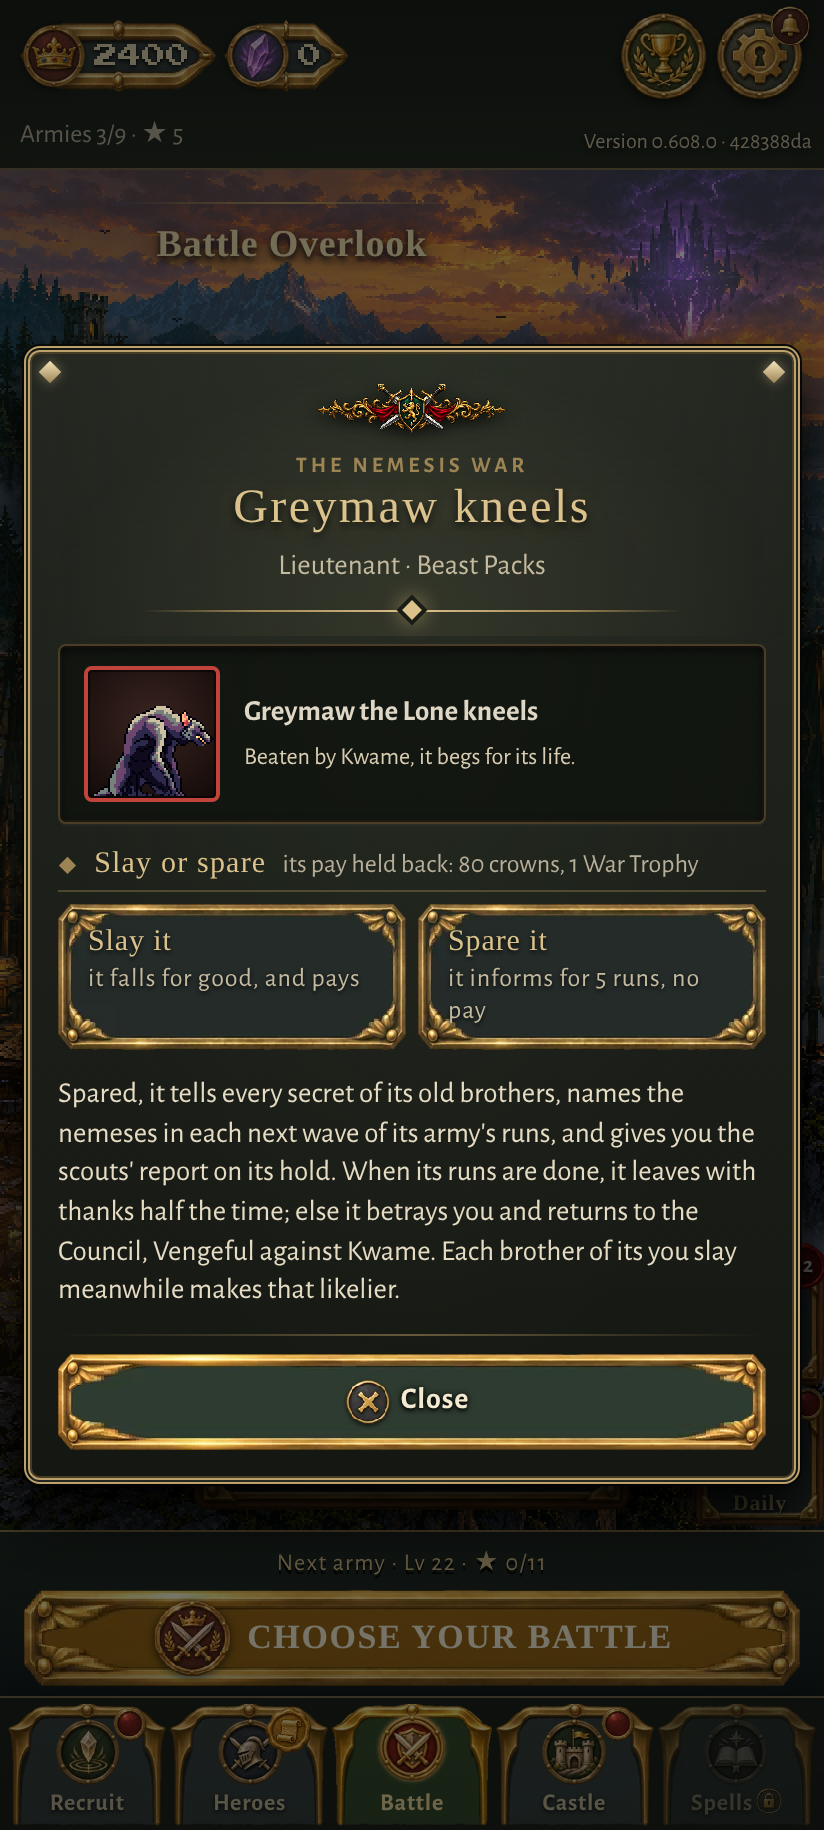 2400
0
Armies 3/9 · ★ 5
Version 0.608.0 · 428388da
Battle Overlook
THE NEMESIS WAR
Greymaw kneels
Lieutenant · Beast Packs
Greymaw the Lone kneels
Beaten by Kwame, it begs for its life.
Slay or spare its pay held back: 80 crowns, 1 War Trophy
Slay it
it falls for good, and pays
Spare it
it informs for 5 runs, no
pay
Spared, it tells every secret of its old brothers, names the
nemeses in each next wave of its army's runs, and gives you the
scouts' report on its hold. When its runs are done, it leaves with
thanks half the time; else it betrays you and returns to the
Council, Vengeful against Kwame. Each brother of its you slay
meanwhile makes that likelier.
2
Close
Daily
Next army · Lv 22 · ★ 0/11
CHOOSE YOUR BATTLE
Recruit
Heroes
Battle
Castle
Spells